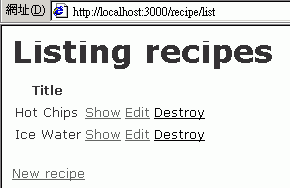 網址(D) http://localhost:3000/recipe/list
Listing recipes
Title
Hot Chips Show Edit Destroy
Ice Water Show Edit Destroy
New recipe